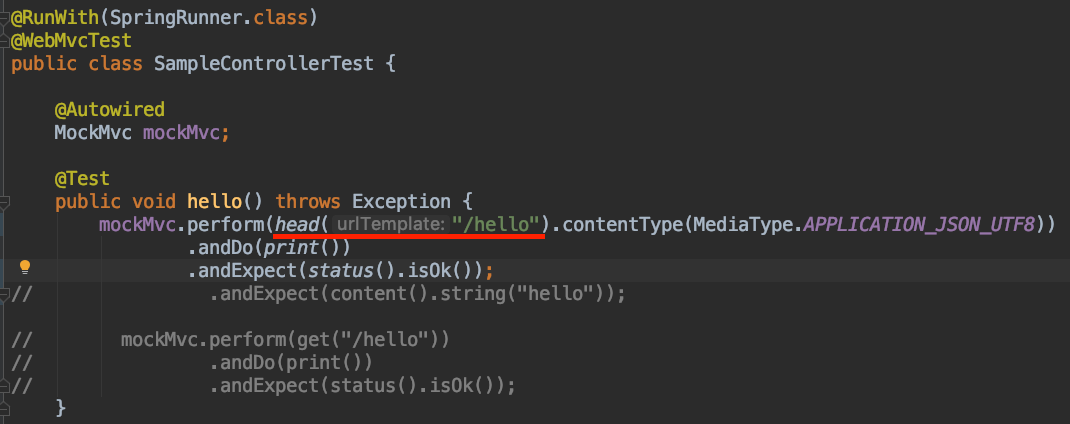 @RunWith(SpringRunner.class)
@WebMvcTest
public class SampleControllerTest {
@Autowired
MockMvc mockMvc;
@Test
public void hello() throws Exception {
mockMvc.perform(head( urlTemplate: "/hello").contentType(MediaType.APPLICATION_JSON_UTF8))
.andDo(print())
.andExpect(status().isOk());
// .andExpect(content().string("hello"));
// mockMvc.perform(get("/hello"))
// .andDo(print())
// .andExpect(status().isOk());
}